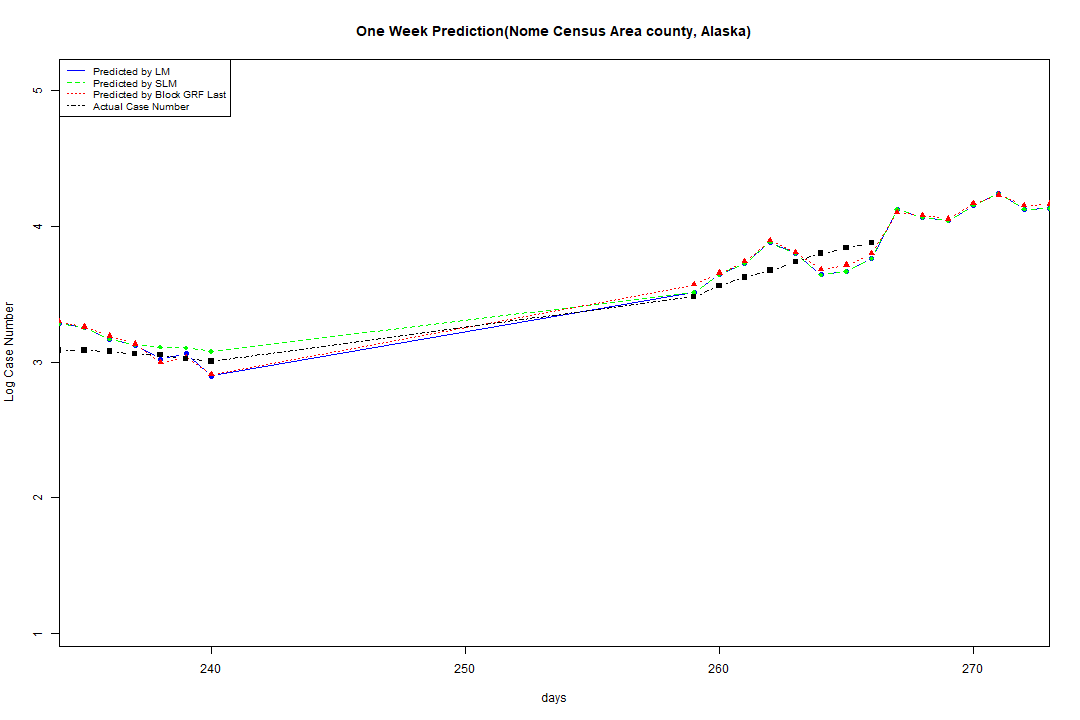 One Week Prediction(Nome Census Area county, Alaska)
Predicted by LM
Predicted by SLM
Predicted by Block GRF Last
Actual Case Number
5
4
3
2
1
Log Case Number
240
250
260
270
days